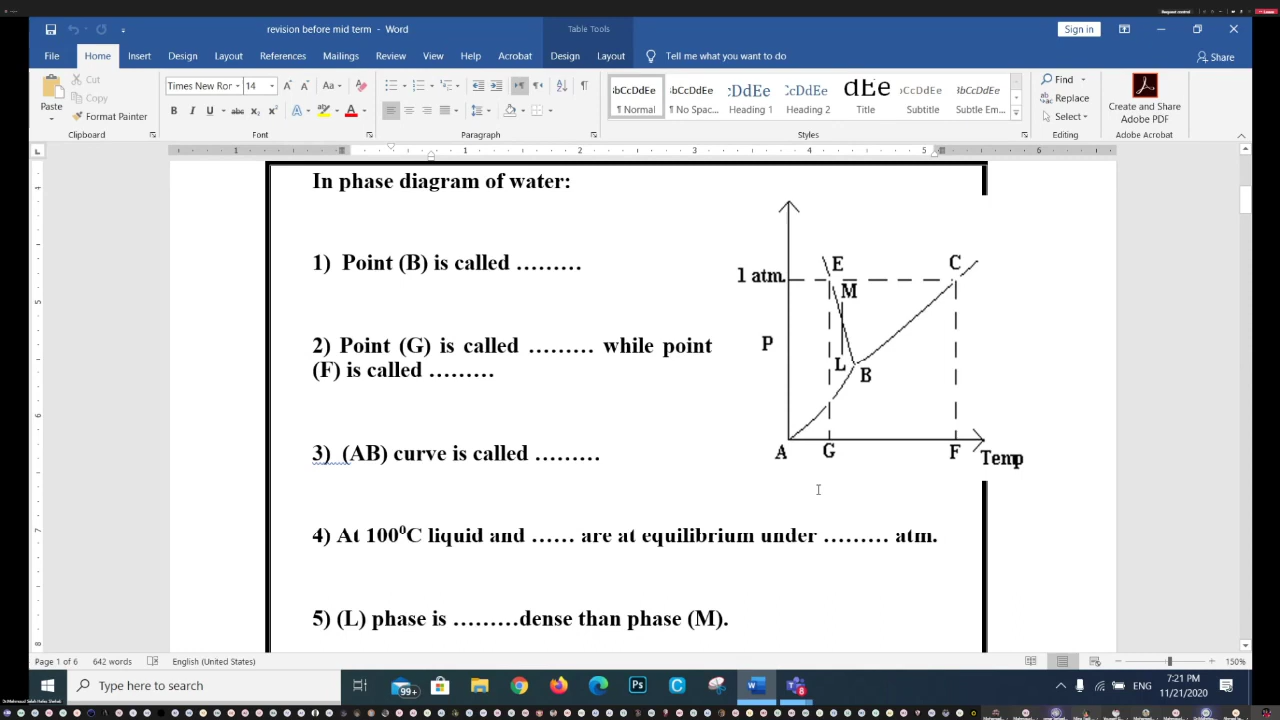 revision before mid term - Word
Table Tools
Sign in
File
Home
Insert
Design
Layout
References
Mailings
Review
View
Help
Acrobat
Design
Layout
Tell me what you want to do
Share
Paste
Cut
Copy
Format Painter
Clipboard
Times New Ror
14
Font
Paragraph
¶ Normal
¶ No Spac...
Heading 1
Heading 2
Title
Subtitle
Subtle Em...
Styles
Find
Replace
Select
Editing
Create and Share
Adobe PDF
Adobe Acrobat
In phase diagram of water:
1) Point (B) is called ………
2) Point (G) is called ……… while point
(F) is called ………
3) (AB) curve is called ………
4) At 100⁰C liquid and …… are at equilibrium under ……… atm.
5) (L) phase is ………dense than phase (M).
1 atm.
E
C
M
P
L
B
A
G
F
Temp
Page 1 of 6
642 words
English (United States)
150%
Type here to search
99+
ENG
7:21 PM
11/21/2020